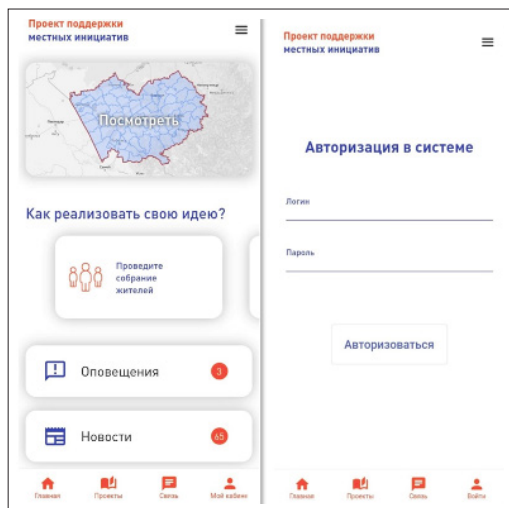 Проект поддержки
местных инициатив
Посмотреть
Как реализовать свою идею?
Проведите
собрание
жителей
Оповещения
3
Новости
65
Главная
Проекты
Связь
Мой кабине
Проект поддержки
местных инициатив
Авторизация в системе
Логин
Пароль
Авторизоваться
Главная
Проекты
Связь
Войти